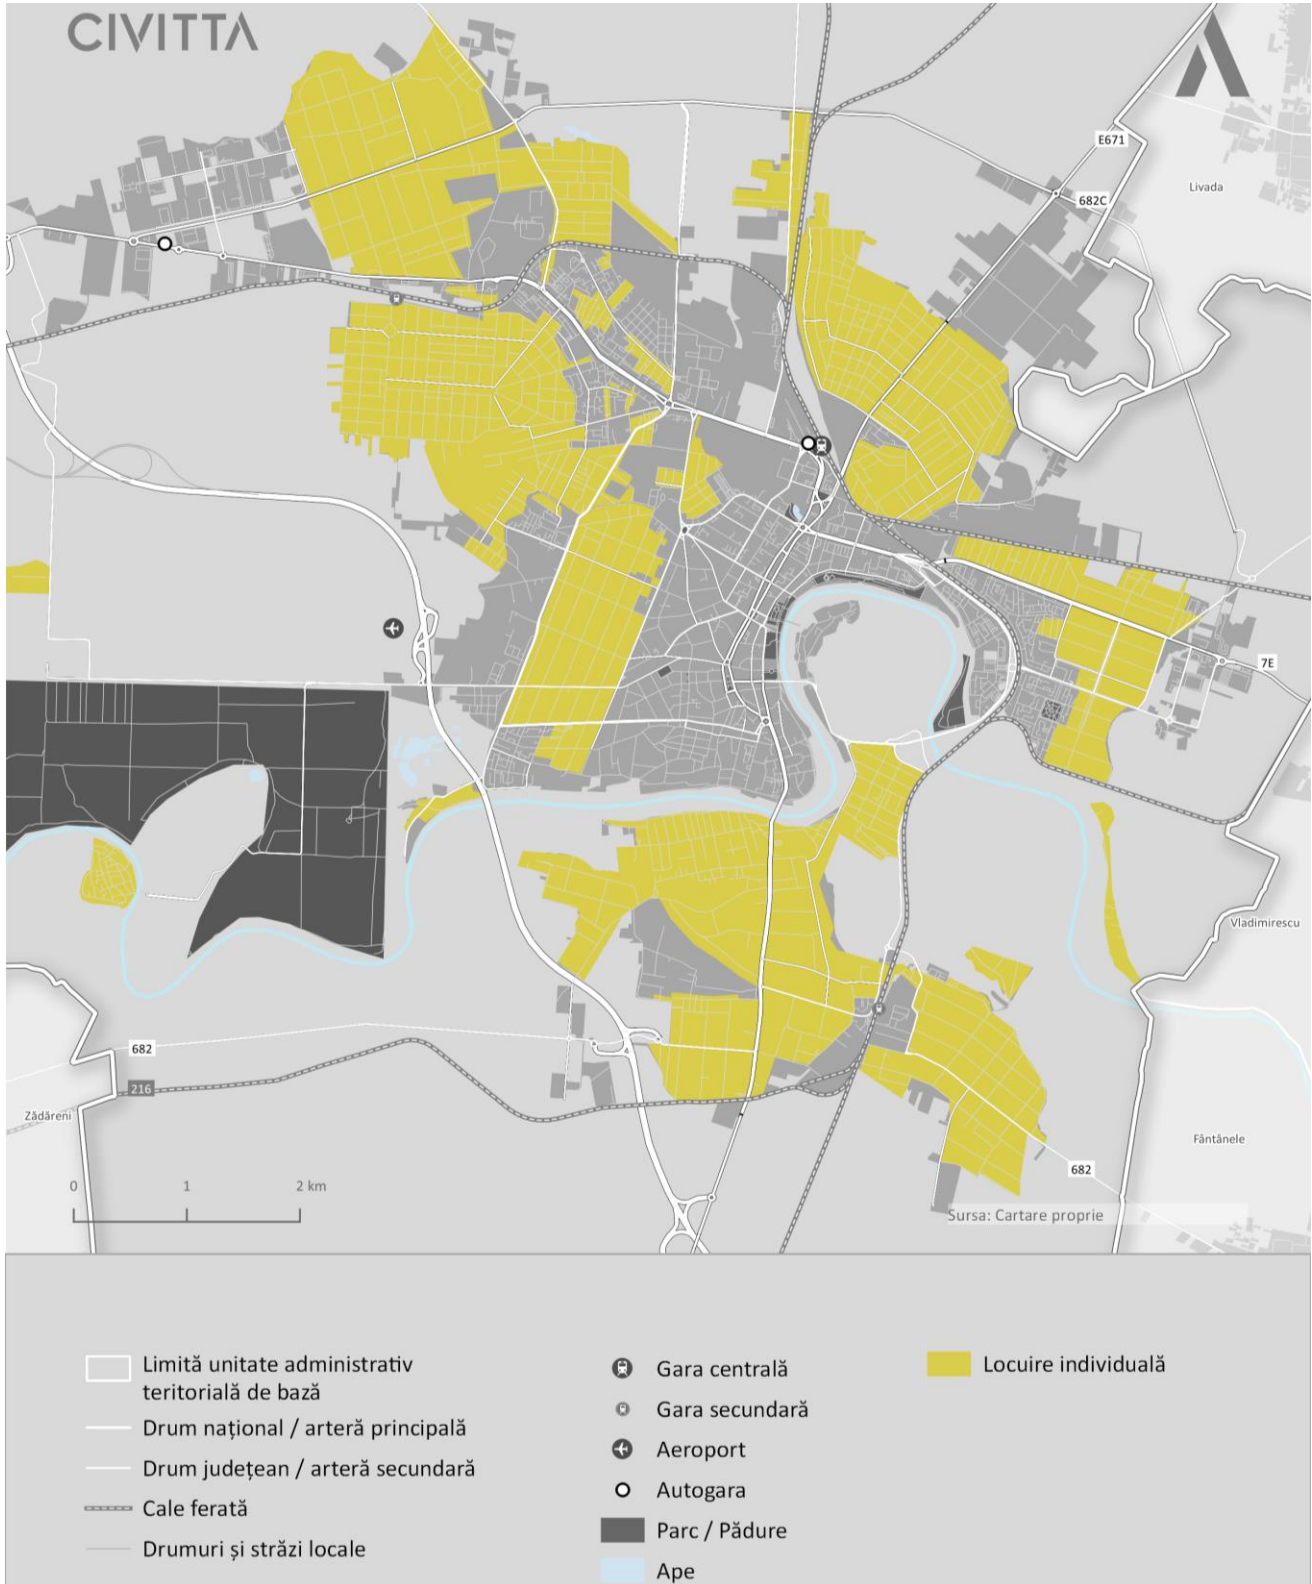 CIVITTA
E671
Livada
682C
7E
Vladimirescu
682
216
Zădăreni
Fântânele
682
0 1 2 km
Sursa: Cartare proprie
Limită unitate administrativ
teritorială de bază
Drum național / arteră principală
Drum județean / arteră secundară
Cale ferată
Drumuri și străzi locale
Gara centrală
Gara secundară
Aeroport
Autogara
Parc / Pădure
Ape
Locuire individuală